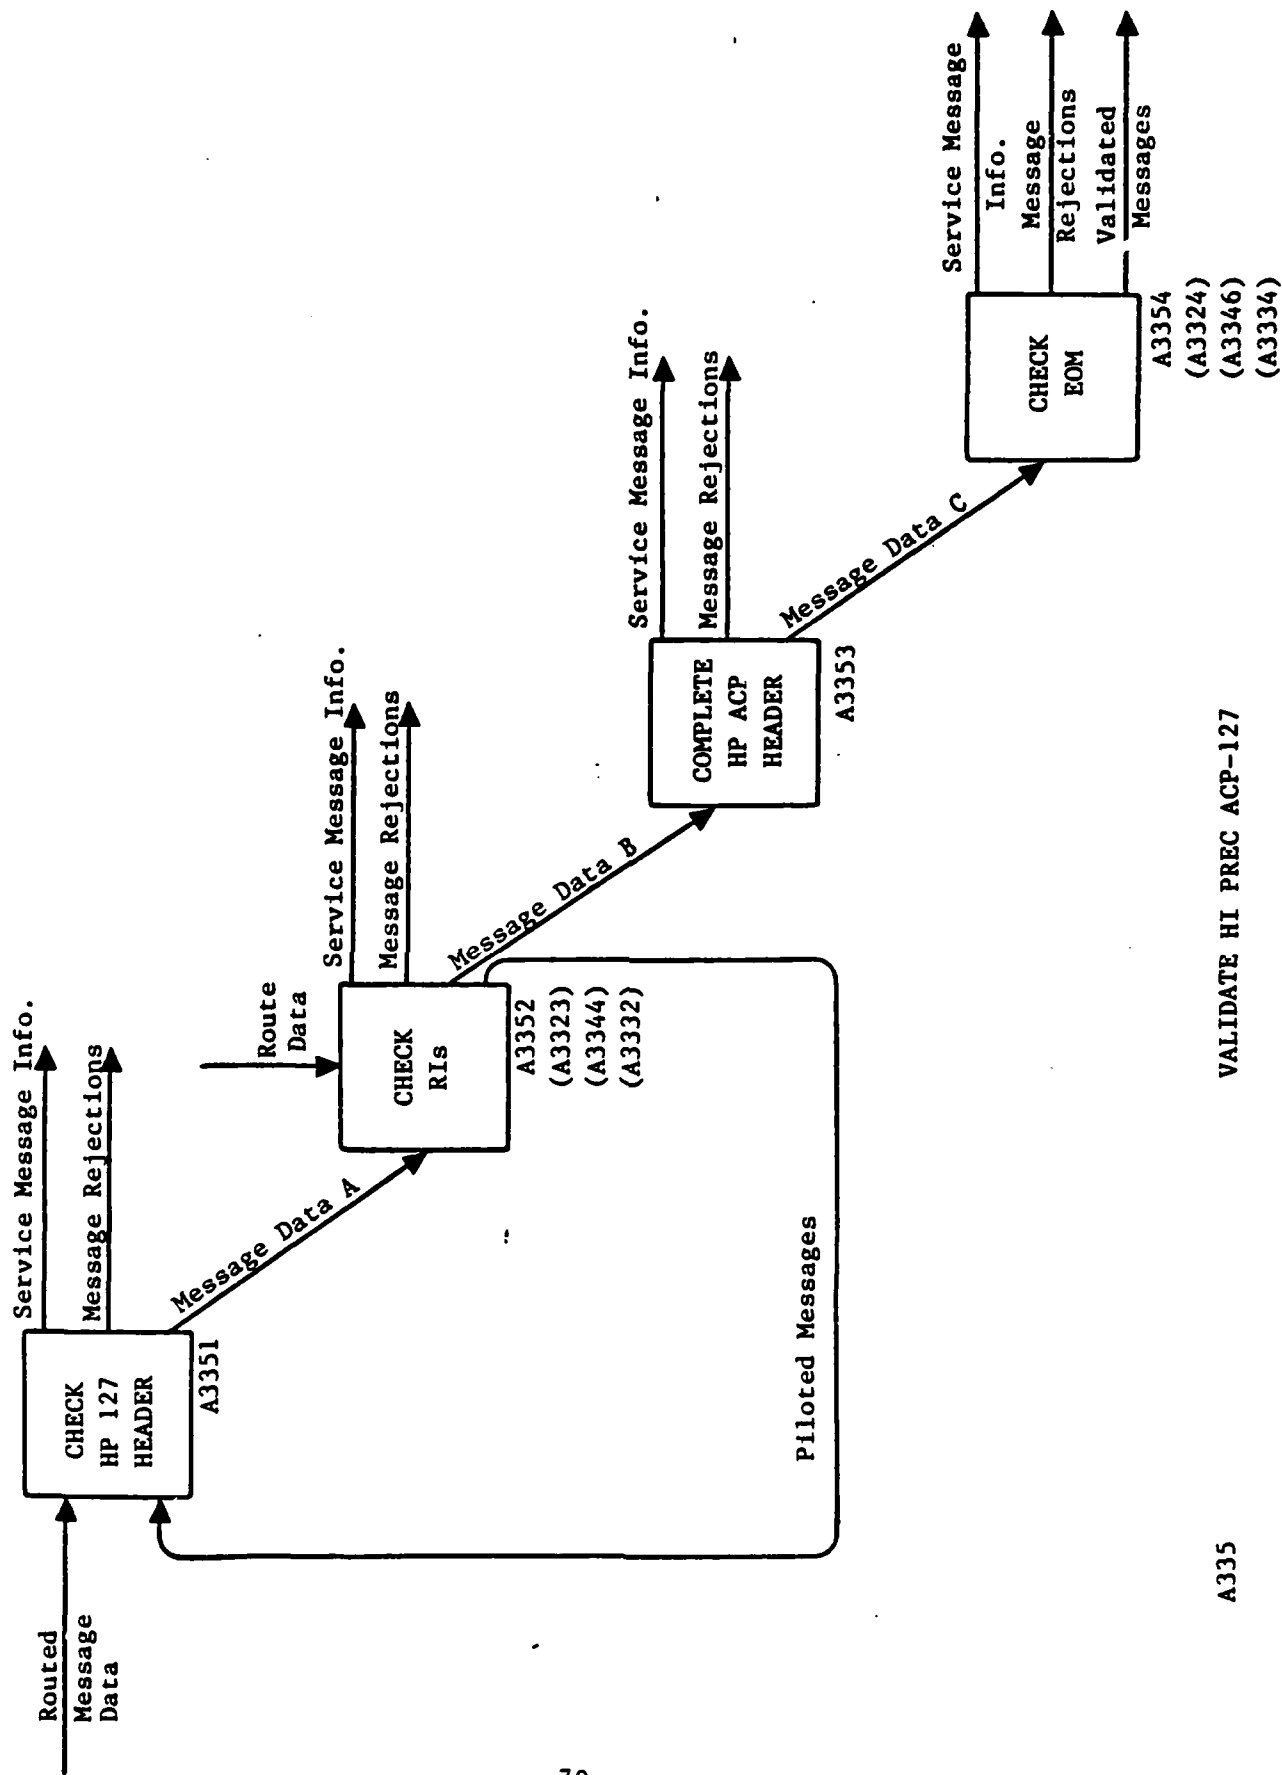 Routed
Message
Data
CHECK
HP 127
HEADER
A3351
Service Message Info.
Message Rejections
Message Data A
Route
Data
CHECK
RIs
A3352
(A3323)
(A3344)
(A3332)
Service Message Info.
Message Rejections
Message Data B
Piloted Messages
COMPLETE
HP ACP
HEADER
A3353
Service Message Info.
Message Rejections
Message Data C
CHECK
EOM
A3354
(A3324)
(A3346)
(A3334)
Service Message
Info.
Message
Rejections
Validated
Messages
A335
VALIDATE HI PREC ACP-127